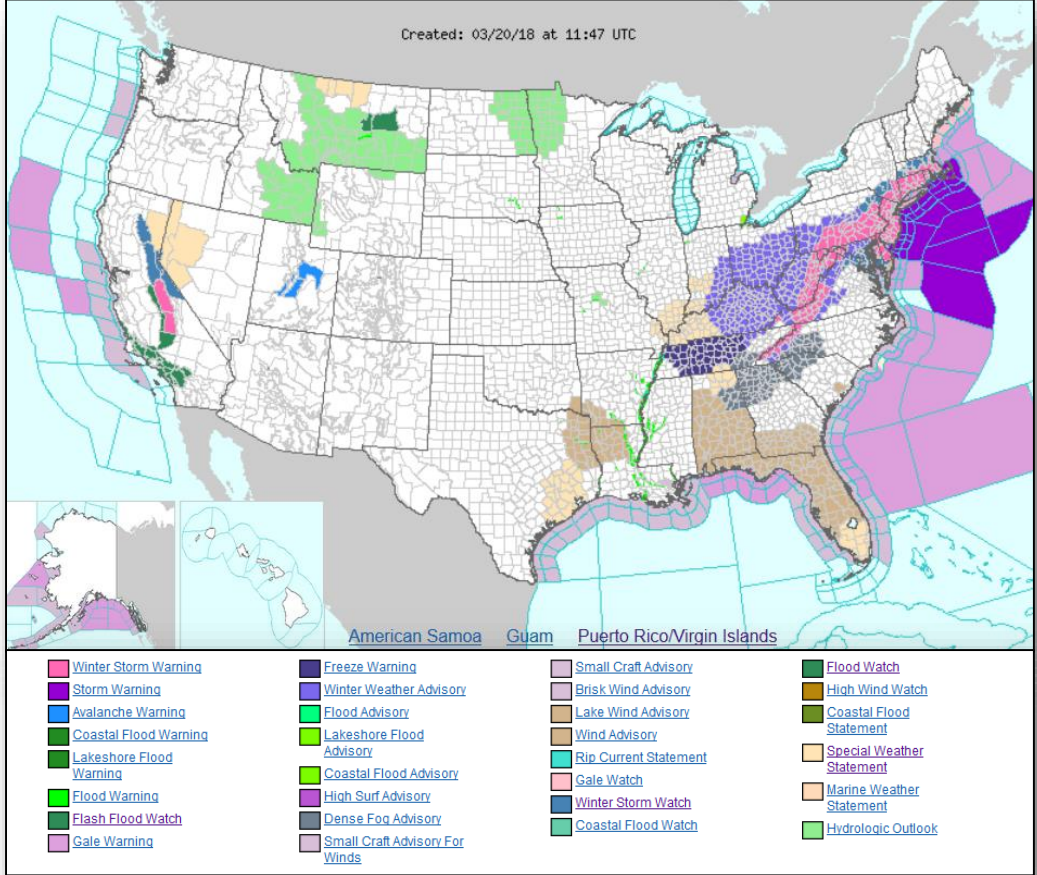 Created: 03/20/18 at 11:47 UTC
American Samoa Guam Puerto Rico/Virgin Islands
Winter Storm Warning
Storm Warning
Avalanche Warning
Coastal Flood Warning
Lakeshore Flood
Warning
Flood Warning
Flash Flood Watch
Gale Warning
Freeze Warning
Winter Weather Advisory
Flood Advisory
Lakeshore Flood
Advisory
Coastal Flood Advisory
High Surf Advisory
Dense Fog Advisory
Small Craft Advisory For
Winds
Small Craft Advisory
Brisk Wind Advisory
Lake Wind Advisory
Wind Advisory
Rip Current Statement
Gale Watch
Winter Storm Watch
Coastal Flood Watch
Flood Watch
High Wind Watch
Coastal Flood
Statement
Special Weather
Statement
Marine Weather
Statement
Hydrologic Outlook